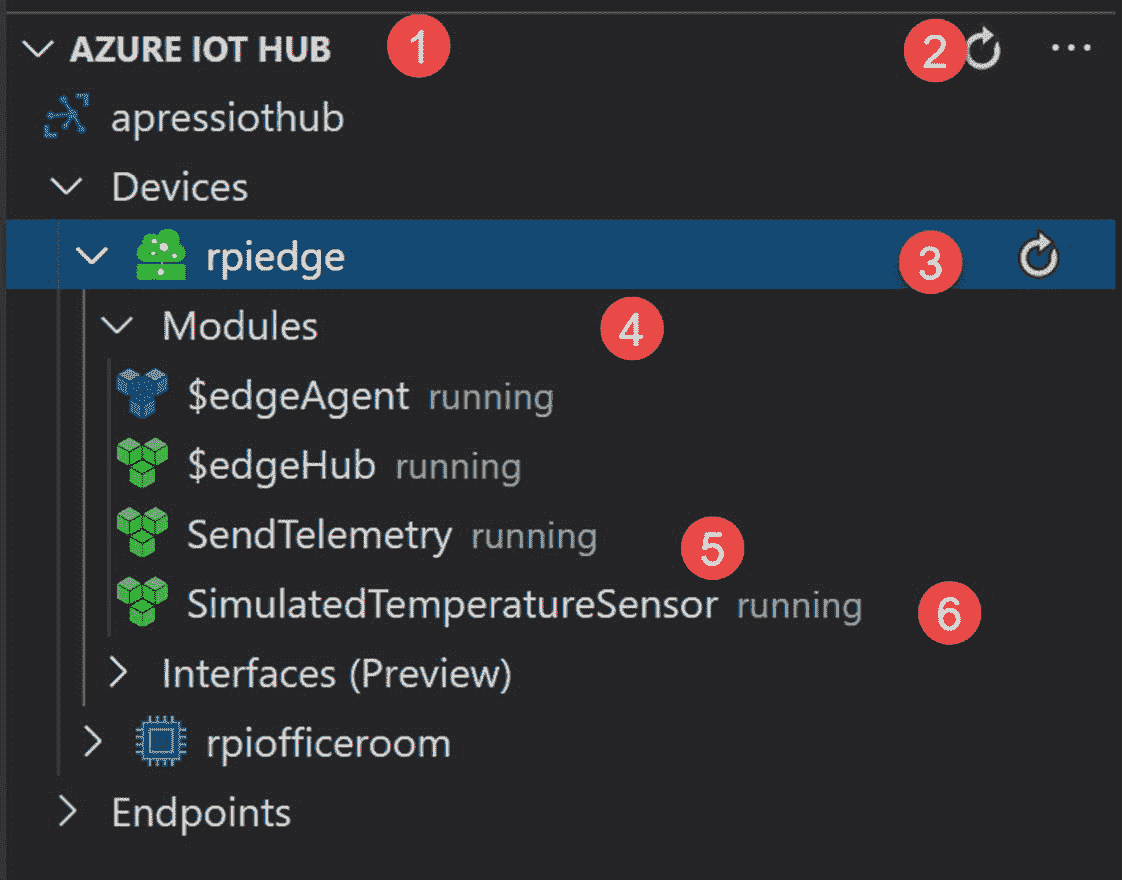 AZURE IOT HUB 1 2 ...
apressiothub
Devices
rpiedge 3
Modules 4
$edgeAgent running
$edgeHub running
SendTelemetry running 5
SimulatedTemperatureSensor running 6
Interfaces (Preview)
rpiofficeroom
Endpoints